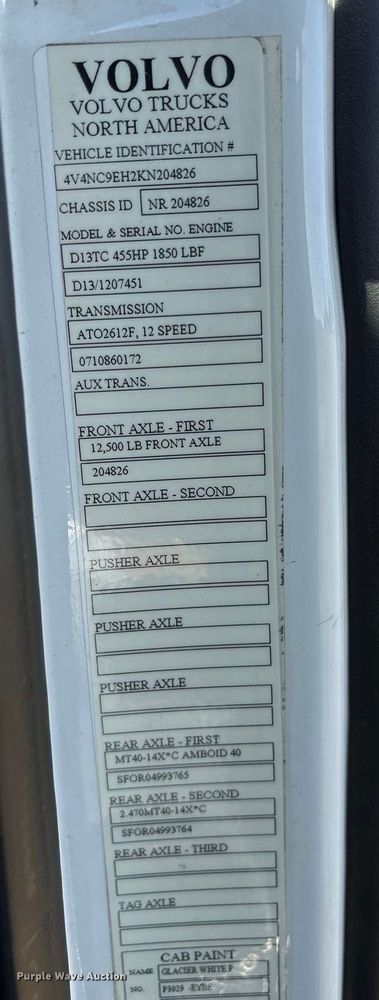 VOLVO
VOLVO TRUCKS
NORTH AMERICA
VEHICLE IDENTIFICATION #
4V4NC9EH2KN204826
CHASSIS ID NR 204826
MODEL & SERIAL NO. ENGINE
D13TC 455HP 1850 LBF
D13/1207451
TRANSMISSION
ATO2612F, 12 SPEED
0710860172
AUX TRANS.
FRONT AXLE - FIRST
12,500 LB FRONT AXLE
204826
FRONT AXLE - SECOND
PUSHER AXLE
PUSHER AXLE
PUSHER AXLE
REAR AXLE - FIRST
MT40-14X*C AMBOID 40
SFOR04993765
REAR AXLE - SECOND
2.470MT40-14X*C
SFOR04993764
REAR AXLE - THIRD
TAG AXLE
CAB PAINT
NAME GLACIER WHITE P
NO. P3029
Purple Wave Auction